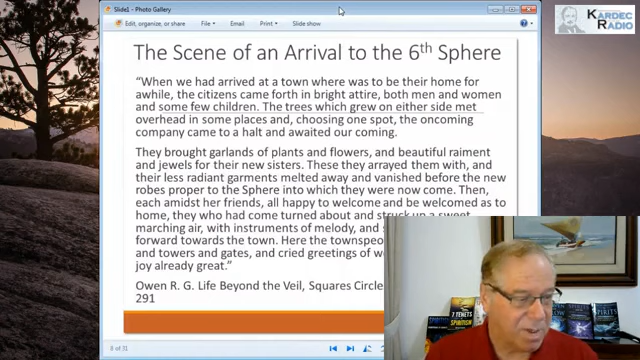 Slide1 - Photo Gallery
Edit, organize, or share
File
Email
Print
Slide show
KARDEC
RADIO
The Scene of an Arrival to the 6th Sphere
“When we had arrived at a town where was to be their home for
awhile, the citizens came forth in bright attire, both men and women
and some few children. The trees which grew on either side met
overhead in some places and, choosing one spot, the oncoming
company came to a halt and awaited our coming.
They brought garlands of plants and flowers, and beautiful raiment
and jewels for their new sisters. These they arrayed them with, and
their less radiant garments melted away and vanished before the new
robes proper to the Sphere into which they were now come. Then,
each amidst her friends, all happy to welcome and be welcomed as to
home, they who had come turned about and struck up a sweet
marching air, with instruments of melody, and
forward towards the town. Here the townspeo
and towers and gates, and cried greetings of w
joy already great.”
Owen R. G. Life Beyond the Veil, Squares Circle
291
8 of 31
7 TENETS
SPIRITISM
SPIRITS